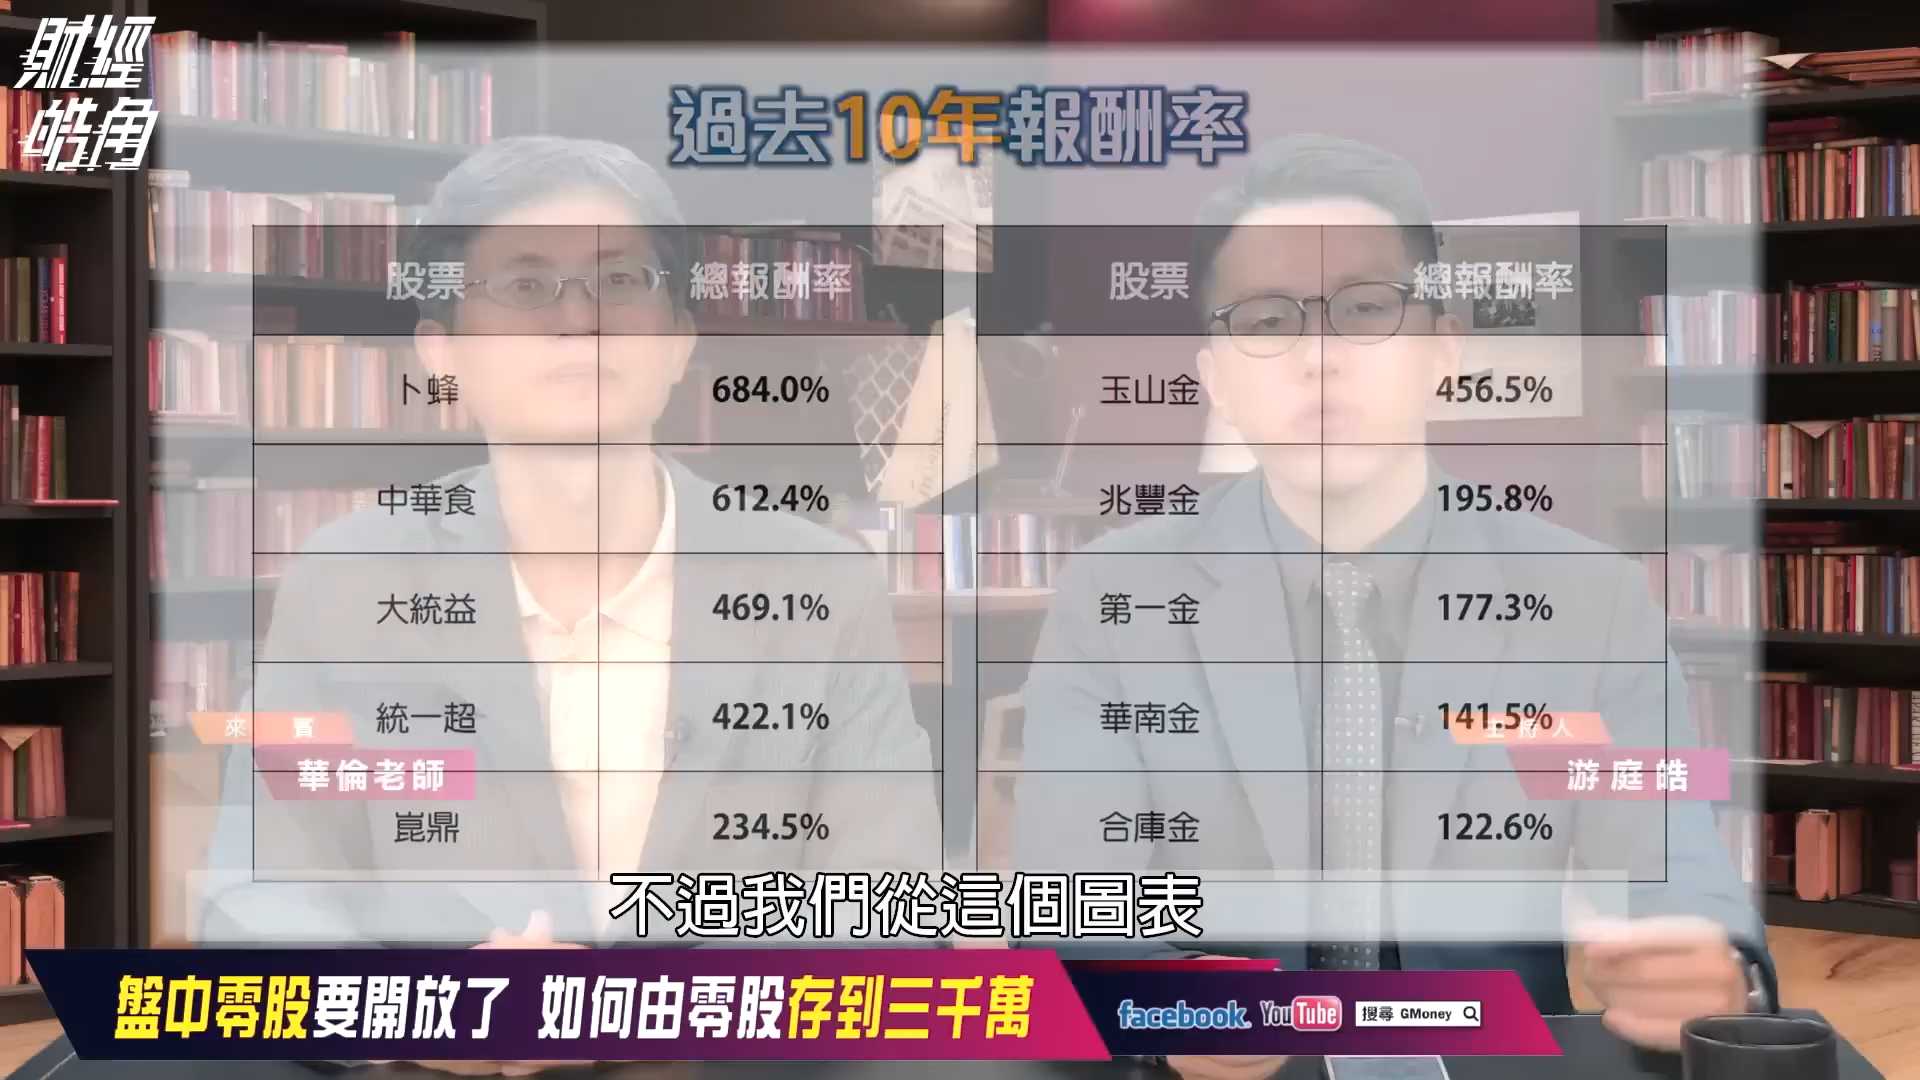 財經
皓角
過去10年報酬率
股票 總報酬率
卜蜂 684.0%
中華食 612.4%
大統益 469.1%
統一超 422.1%
崑鼎 234.5%
股票 總報酬率
玉山金 456.5%
兆豐金 195.8%
第一金 177.3%
華南金 141.5%
合庫金 122.6%
來賓
華倫老師
主持人
游庭皓
不過我們從這個圖表
盤中零股要開放了 如何由零股存到三千萬
facebook. YouTube 搜尋 GMoney